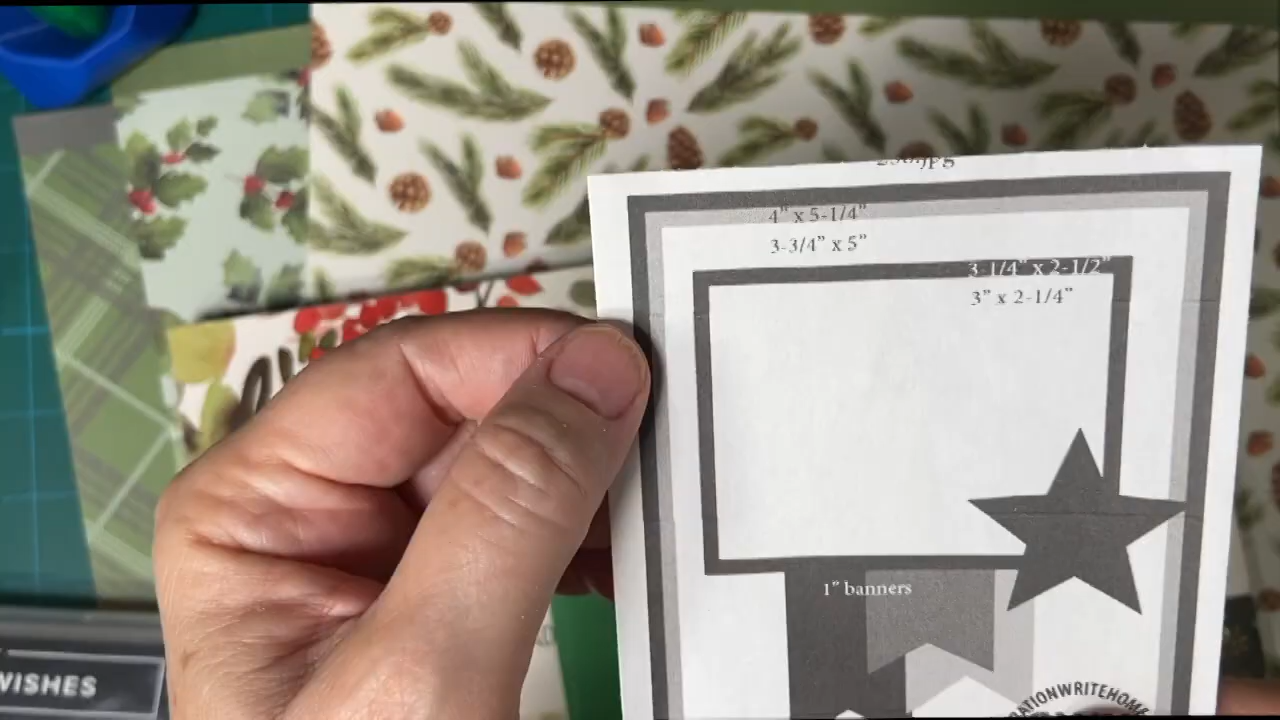 4” x 5-1/4”
3-3/4” x 5”
3-1/4” x 2-1/2”
3” x 2-1/4”
1” banners
WISHES